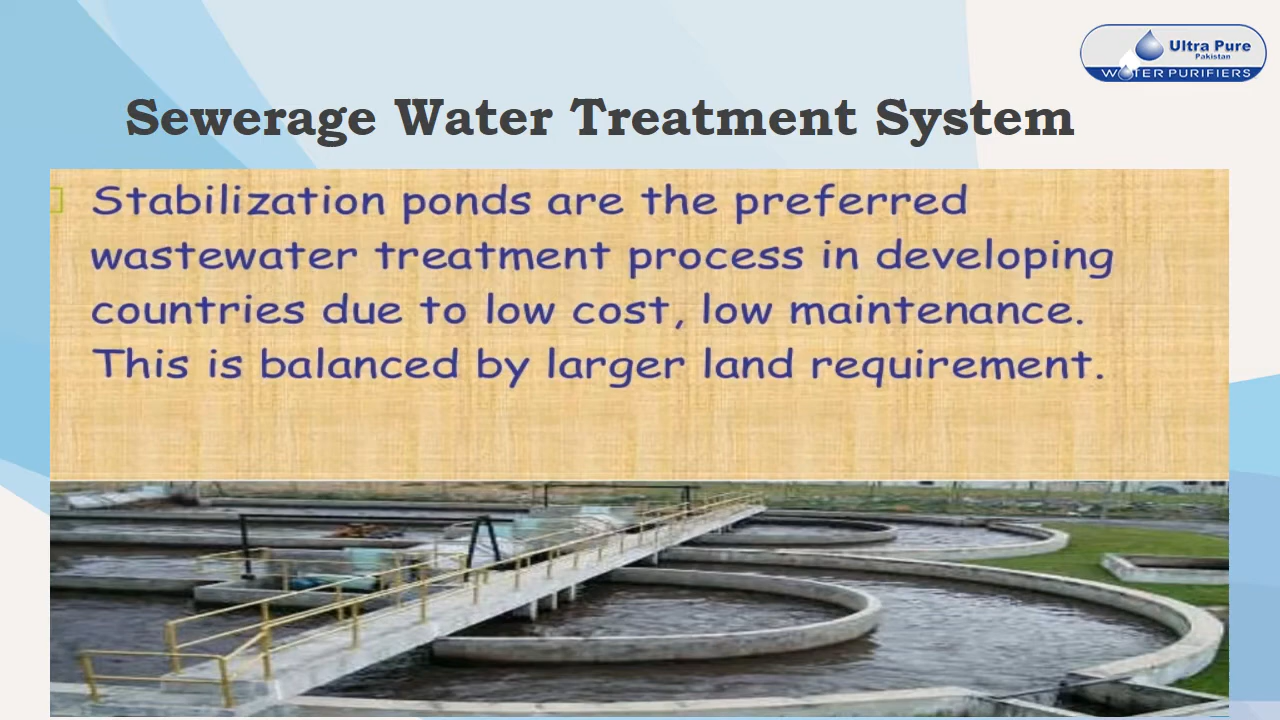 Ultra Pure
Pakistan
WATER PURIFIERS
Sewerage Water Treatment System
Stabilization ponds are the preferred
wastewater treatment process in developing
countries due to low cost, low maintenance.
This is balanced by larger land requirement.